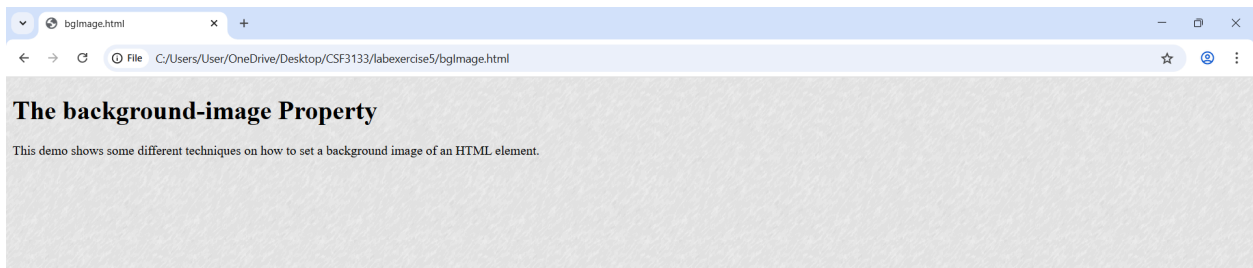 bgImage.html
File C:/Users/User/OneDrive/Desktop/CSF3133/labexercise5/bgImage.html
The background-image Property
This demo shows some different techniques on how to set a background image of an HTML element.